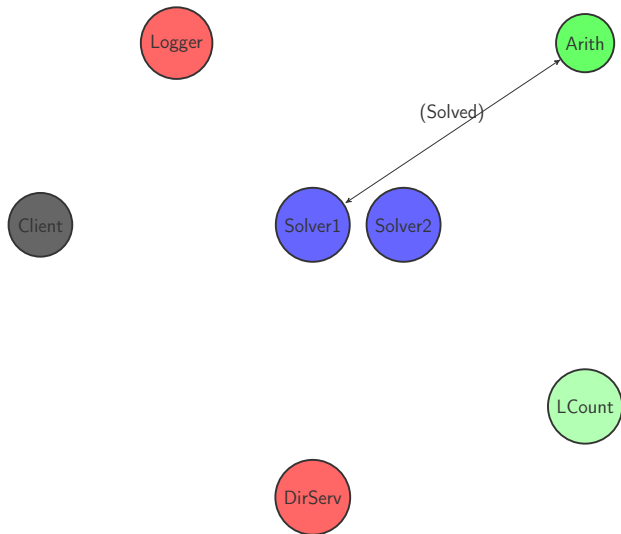 Logger
Arith
(Solved)
Client
Solver1
Solver2
LCount
DirServ